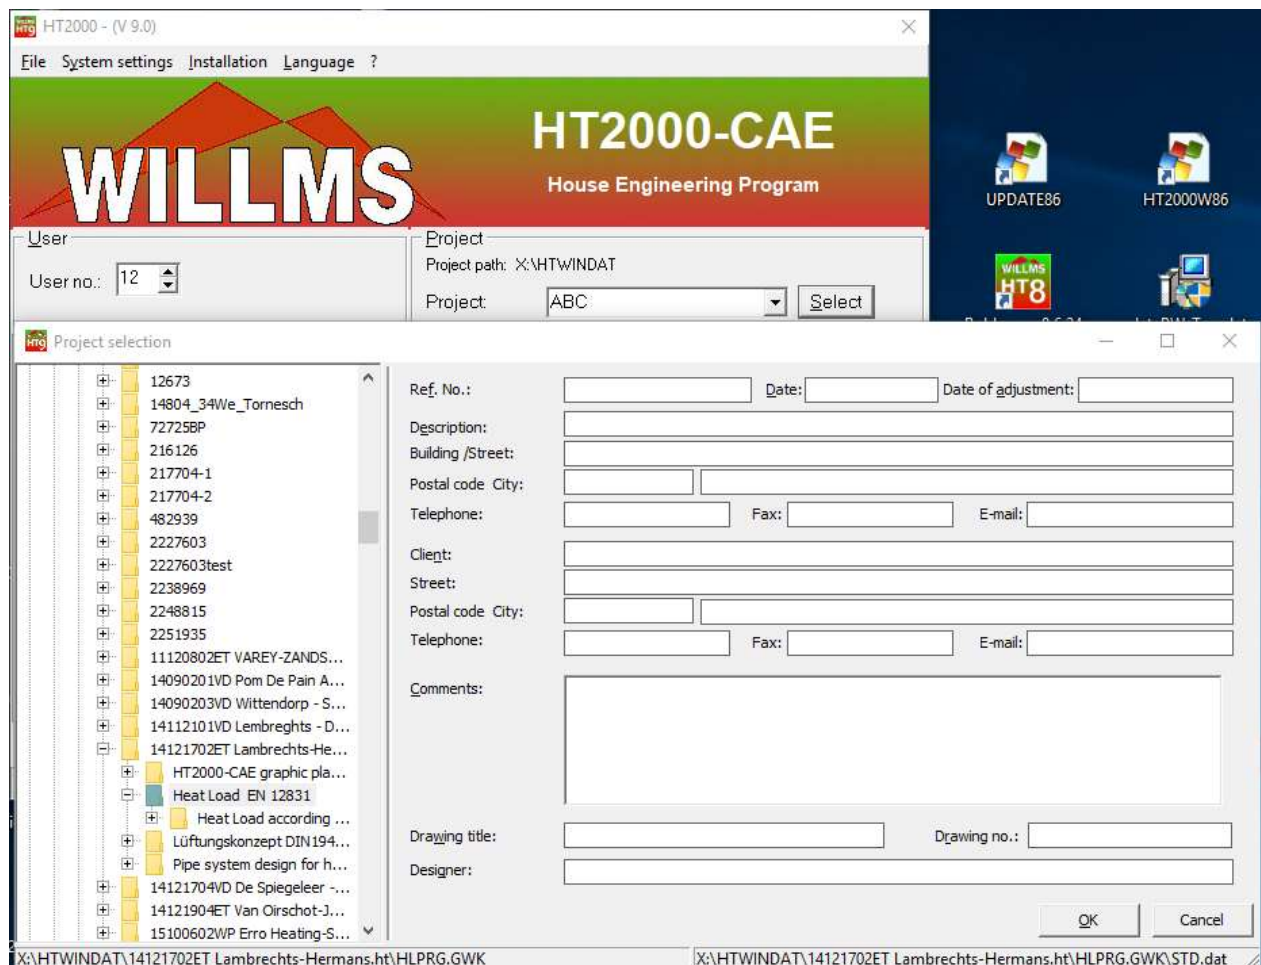 HT2000 - (V 9.0)
File System settings Installation Language ?
WILLMS
HT2000-CAE
House Engineering Program
UPDATE86
HT2000W86
User
User no.: 12
Project
Project path: X:\HTWINDAT
Project: ABC Select
WILLMS
HT8
Project selection
12673
14804_34We_Tornesch
72725BP
216126
217704-1
217704-2
482939
2227603
2227603test
2238969
2248815
2251935
11120802ET VAREY-ZANDS...
14090201VD Pom De Pain A...
14090203VD Wittendorp - S...
14112101VD Lembreghts - D...
14121702ET Lambrechts-He...
HT2000-CAE graphic pla...
Heat Load EN 12831
Heat Load according ...
Lüftungskonzept DIN194...
Pipe system design for h...
14121704VD De Spiegeleer -...
14121904ET Van Oirschot-J...
15100602WP Erro Heating-S...
Ref. No.: Date: Date of adjustment:
Description:
Building /Street:
Postal code City:
Telephone: Fax: E-mail:
Client:
Street:
Postal code City:
Telephone: Fax: E-mail:
Comments:
Drawing title: Drawing no.:
Designer:
OK Cancel
X:\HTWINDAT\14121702ET Lambrechts-Hermans.ht\HLPRG.GWK X:\HTWINDAT\14121702ET Lambrechts-Hermans.ht\HLPRG.GWK\STD.dat